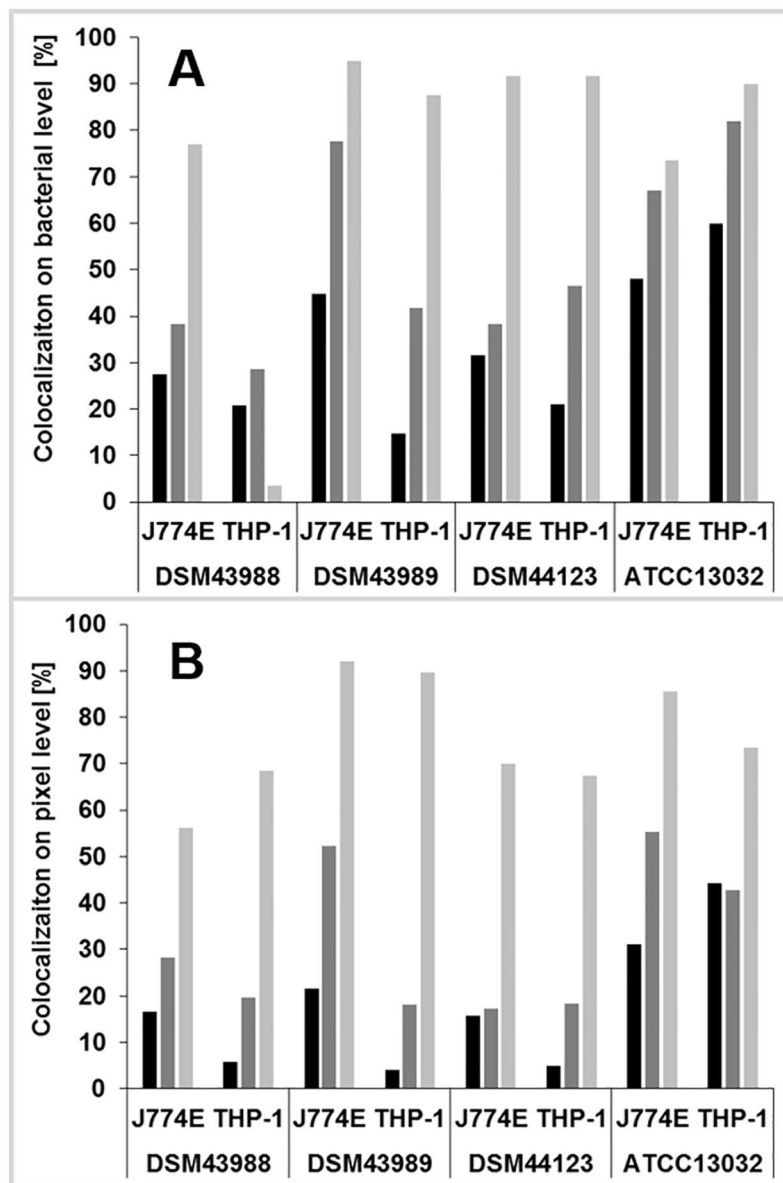 A
Colocalizaiton on bacterial level [%]
100
90
80
70
60
50
40
30
20
10
0
J774E THP-1 J774E THP-1 J774E THP-1 J774E THP-1
DSM43988 DSM43989 DSM44123 ATCC13032
B
Colocalizaiton on pixel level [%]
100
90
80
70
60
50
40
30
20
10
0
J774E THP-1 J774E THP-1 J774E THP-1 J774E THP-1
DSM43988 DSM43989 DSM44123 ATCC13032